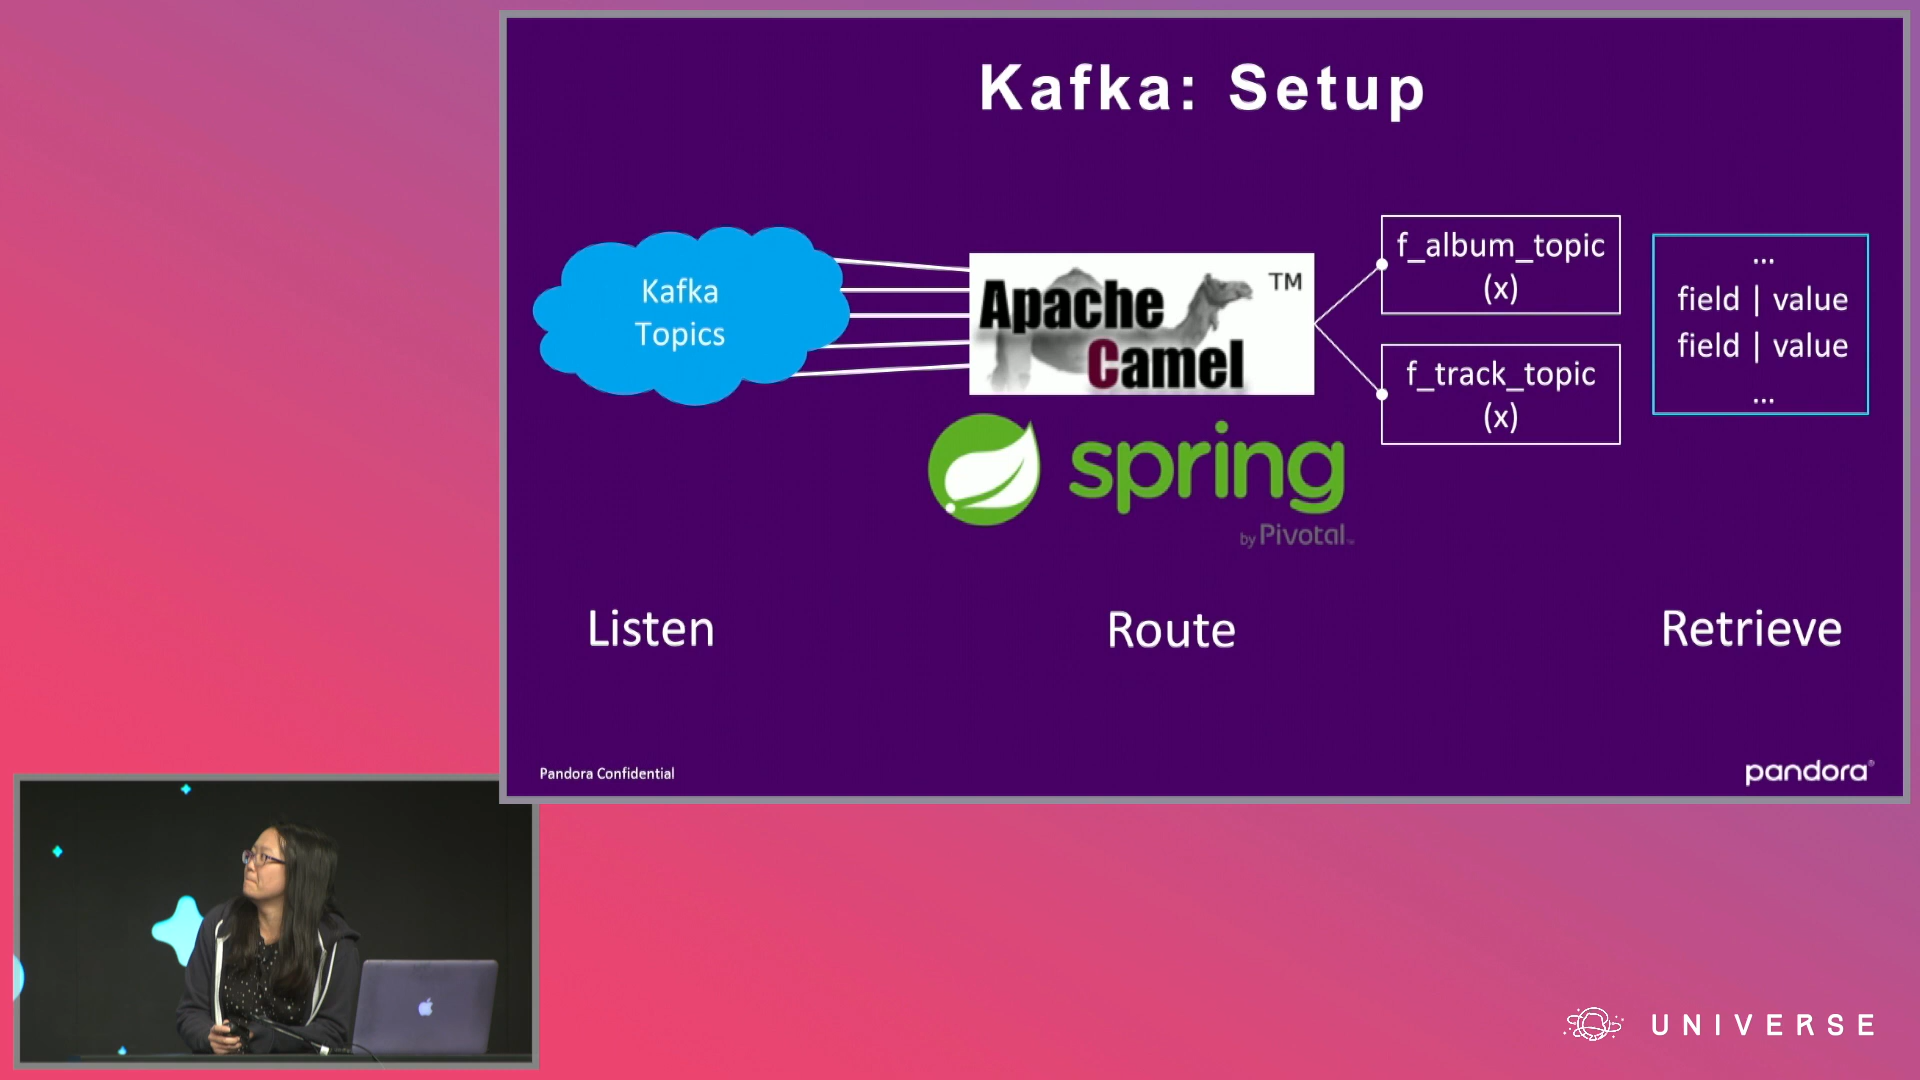 Kafka: Setup
Kafka
Topics
Apache
Camel
TM
spring
by Pivotal
f_album_topic
(x)
f_track_topic
(x)
...
field | value
field | value
...
Listen
Route
Retrieve
Pandora Confidential
pandora®
UNIVERSE